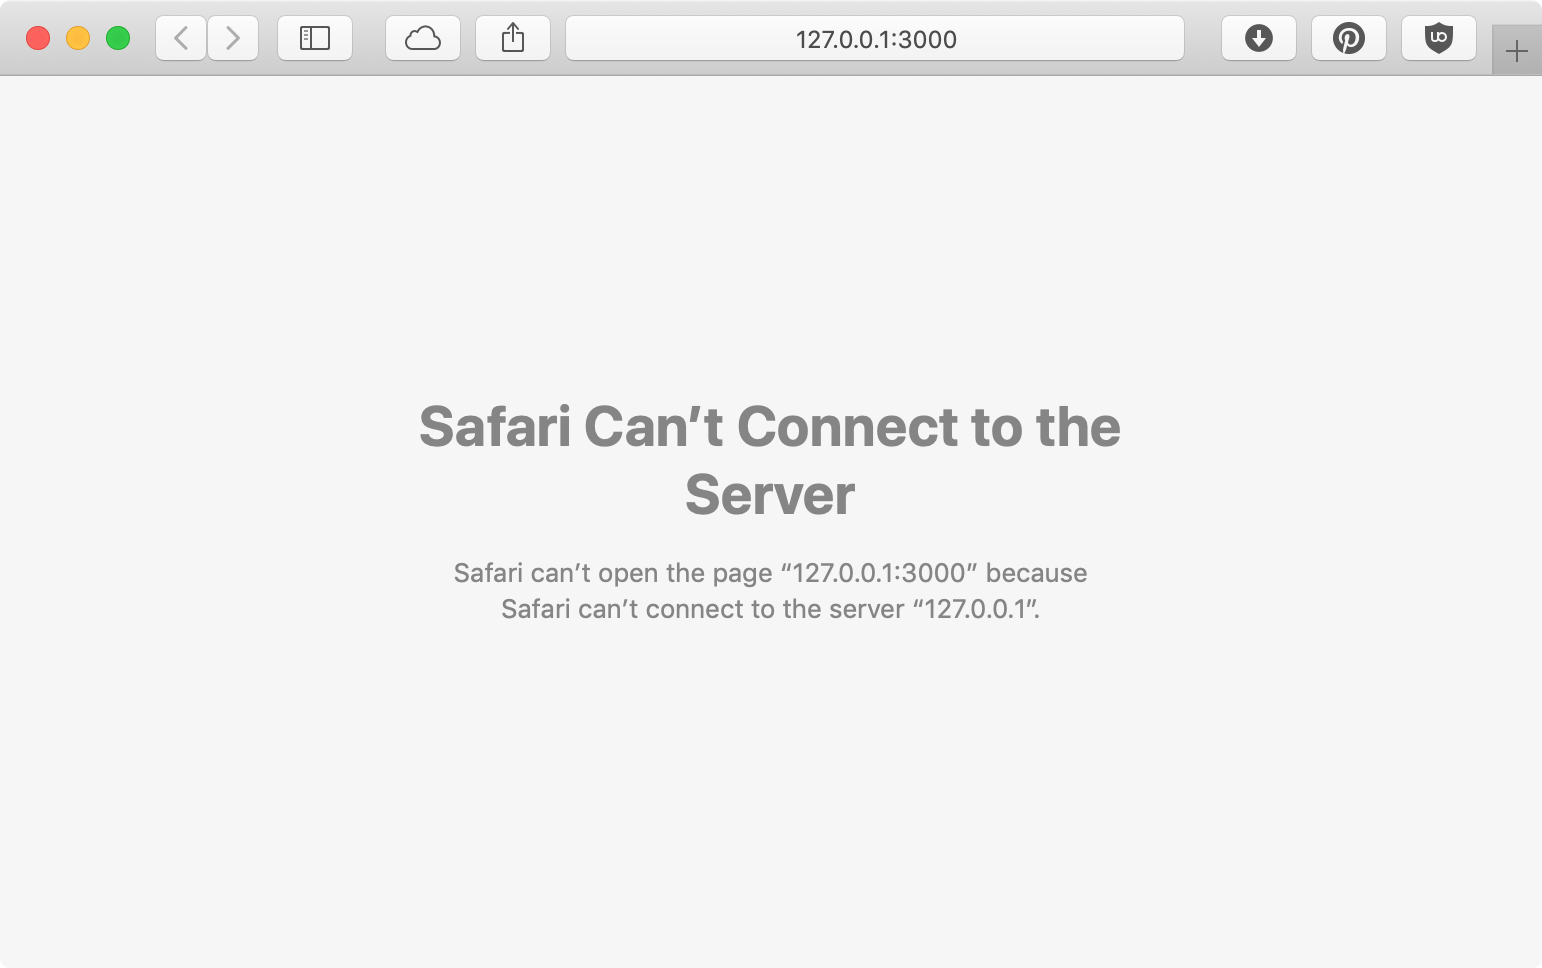 127.0.0.1:3000
Safari Can’t Connect to the
Server
Safari can’t open the page “127.0.0.1:3000” because
Safari can’t connect to the server “127.0.0.1”.